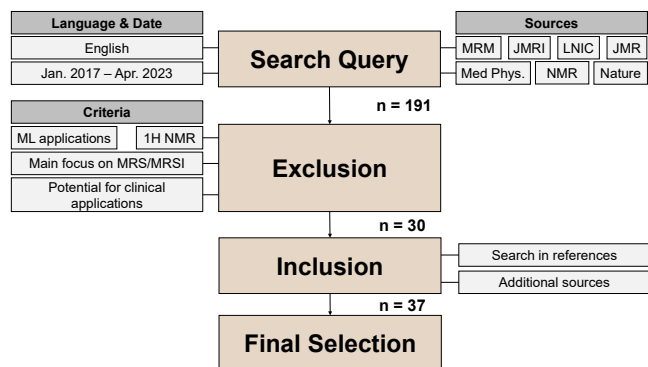 Language & Date
English
Jan. 2017 – Apr. 2023
Search Query
Sources
MRM JMRI LNIC JMR
Med Phys. NMR Nature
n = 191
Criteria
ML applications 1H NMR
Main focus on MRS/MRSI
Potential for clinical
applications
Exclusion
n = 30
Inclusion
Search in references
Additional sources
n = 37
Final Selection